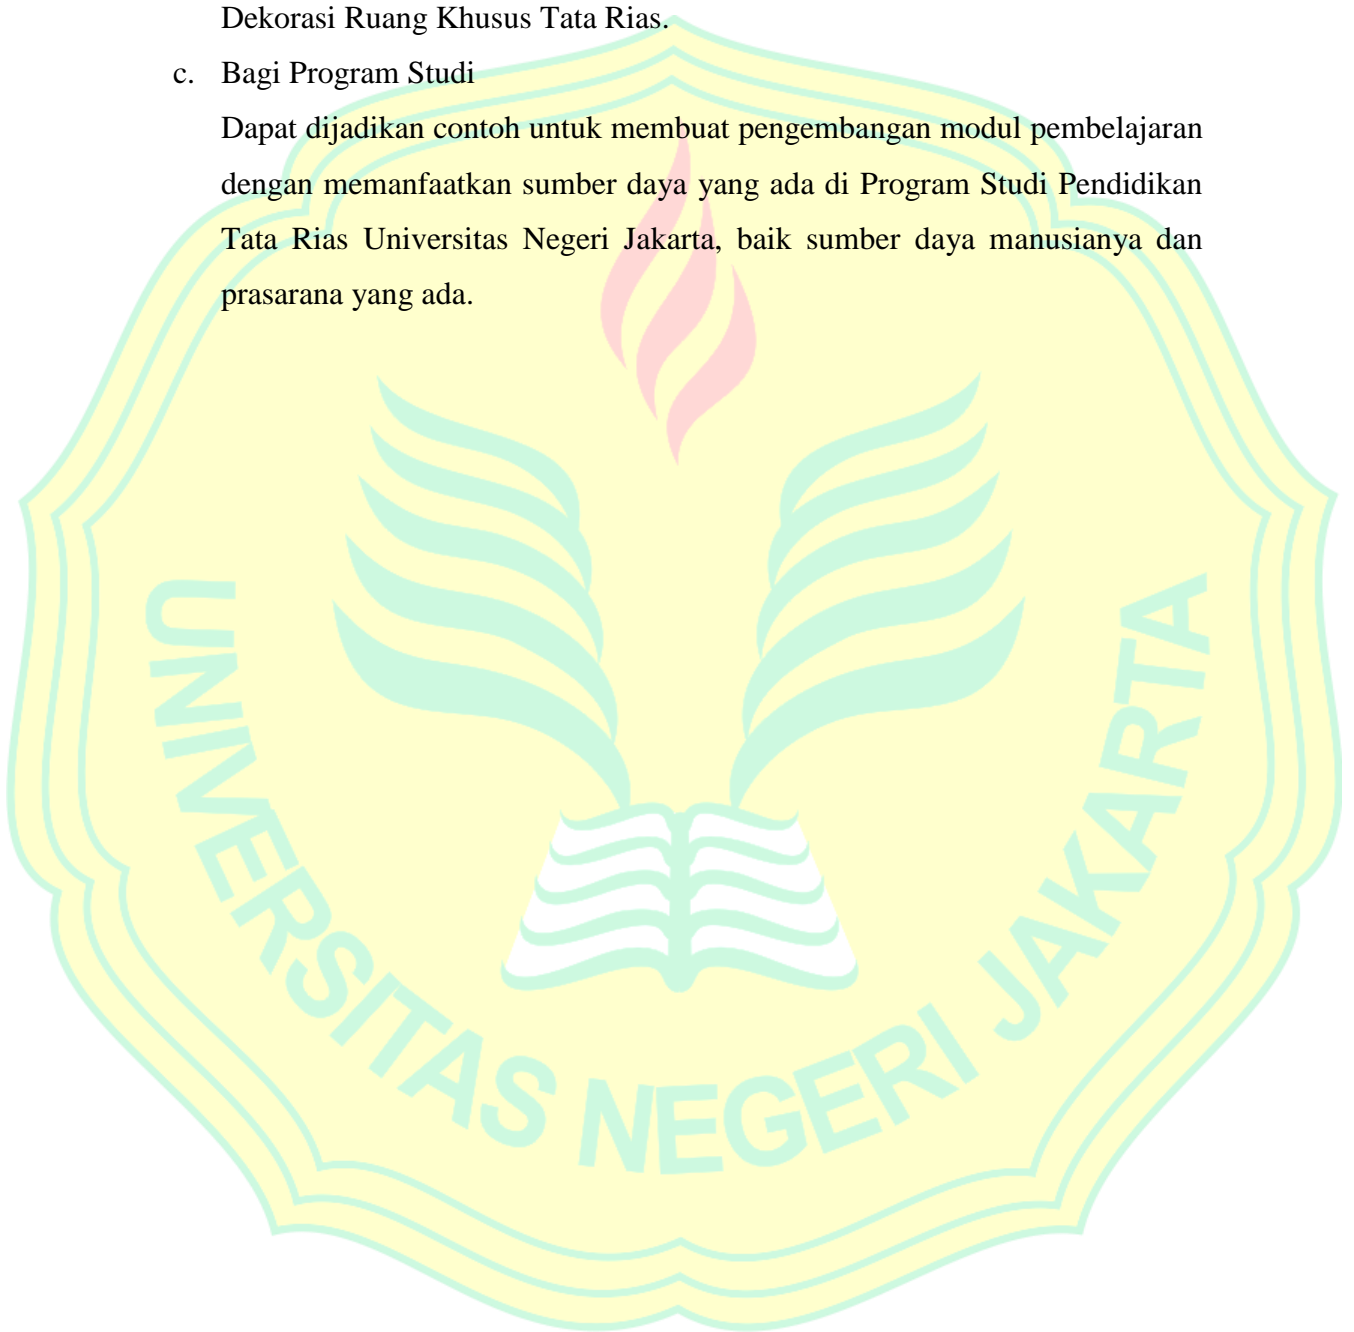 Dekorasi Ruang Khusus Tata Rias.
c. Bagi Program Studi
Dapat dijadikan contoh untuk membuat pengembangan modul pembelajaran
dengan memanfaatkan sumber daya yang ada di Program Studi Pendidikan
Tata Rias Universitas Negeri Jakarta, baik sumber daya manusianya dan
prasarana yang ada.
UNIVERSITAS NEGERI JAKARTA